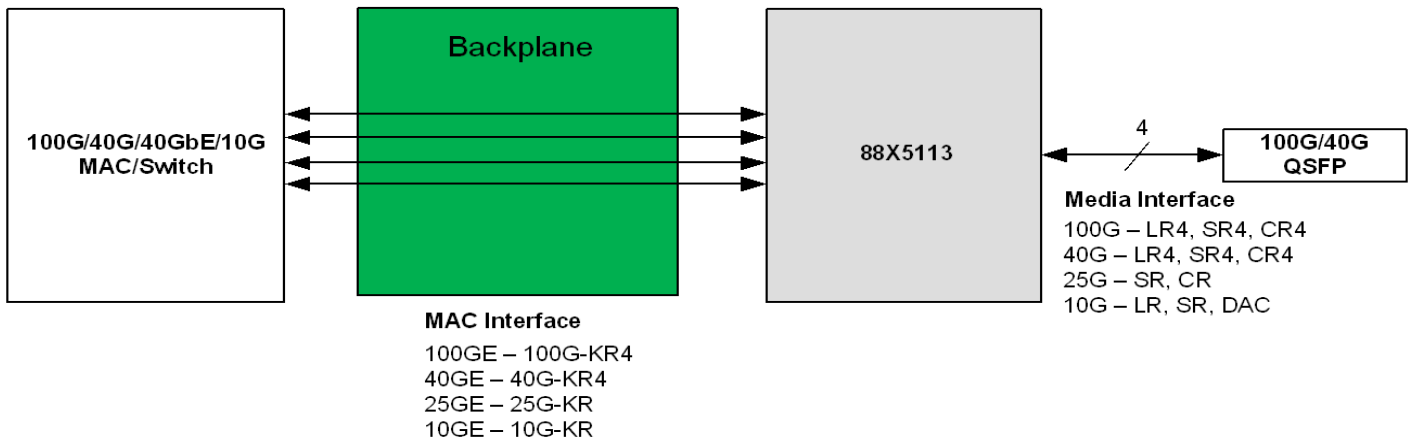 Backplane
100G/40G/40GbE/10G
MAC/Switch
88X5113
4
100G/40G
QSFP
Media Interface
100G – LR4, SR4, CR4
40G – LR4, SR4, CR4
25G – SR, CR
10G – LR, SR, DAC
MAC Interface
100GE – 100G-KR4
40GE – 40G-KR4
25GE – 25G-KR
10GE – 10G-KR